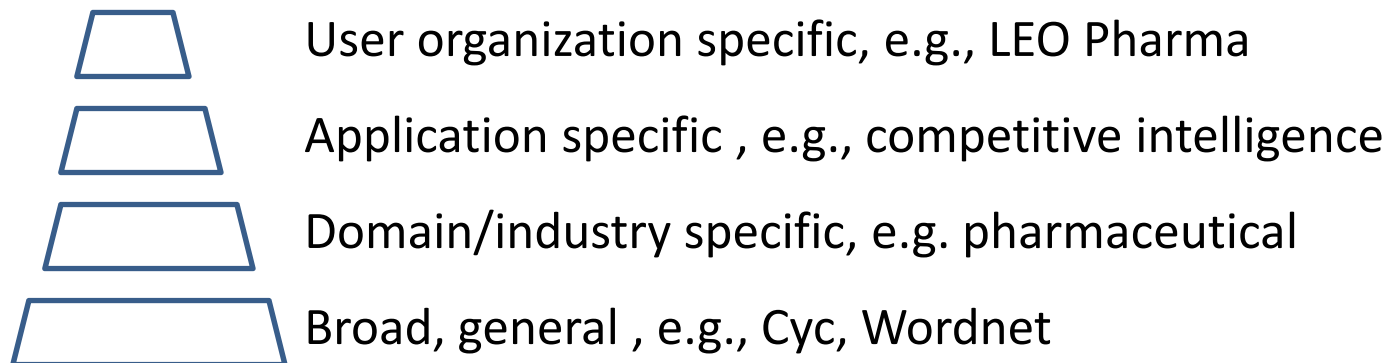 User organization specific, e.g., LEO Pharma
Application specific , e.g., competitive intelligence
Domain/industry specific, e.g. pharmaceutical
Broad, general , e.g., Cyc, Wordnet